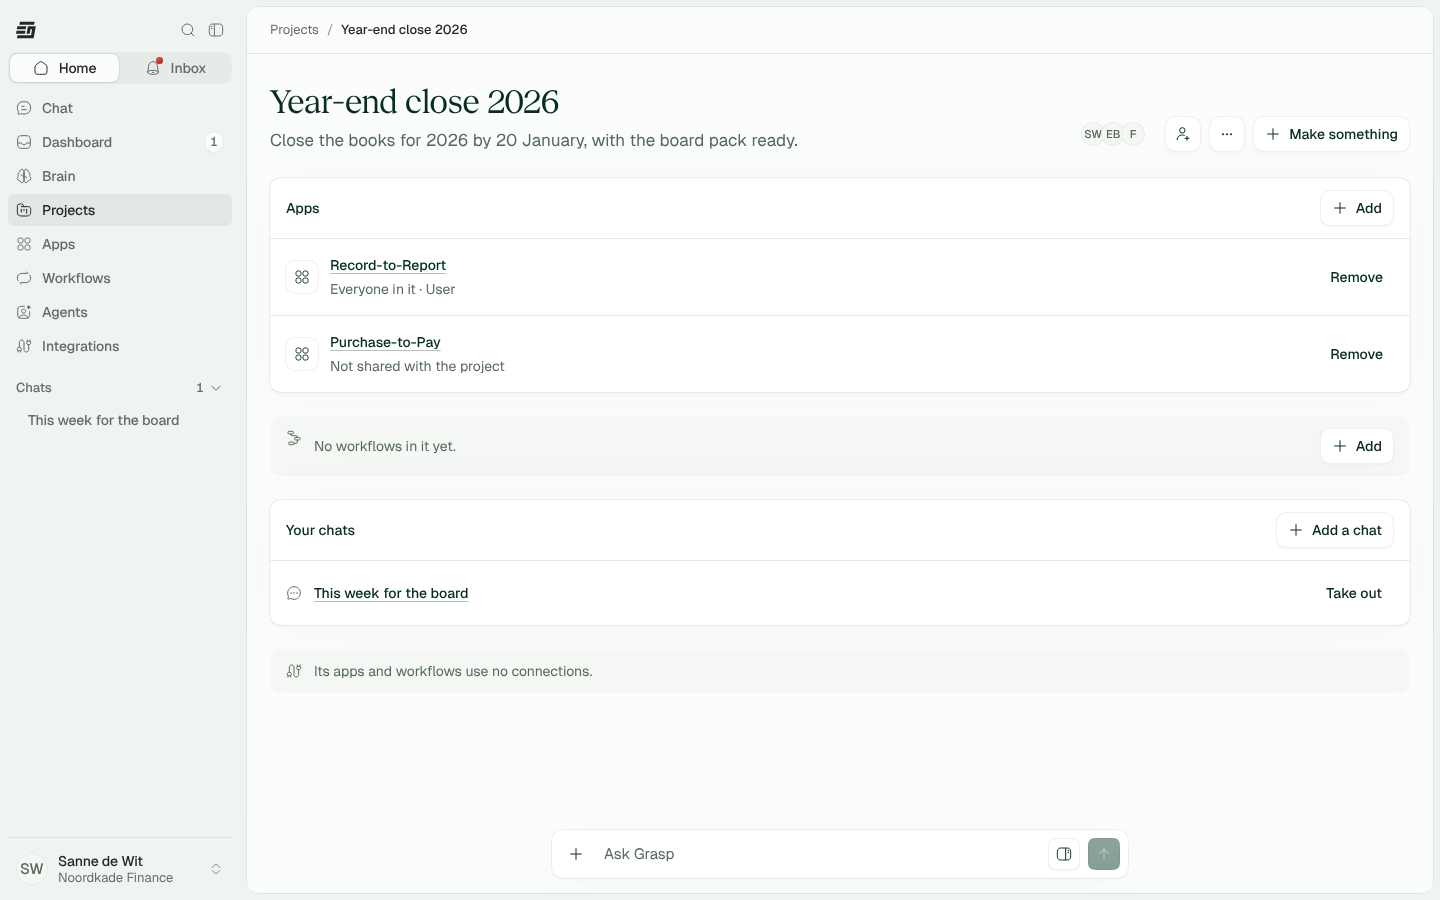 Home
Inbox
Chat
Dashboard
1
Brain
Projects
Apps
Workflows
Agents
Integrations
Chats
1
This week for the board
Sanne de Wit
SW
Noordkade Finance
Projects / Year-end close 2026
Year-end close 2026
Close the books for 2026 by 20 January, with the board pack ready.
SW EB F
Make something
Apps
Add
Record-to-Report
Everyone in it · User
Remove
Purchase-to-Pay
Not shared with the project
Remove
No workflows in it yet.
Add
Your chats
Add a chat
This week for the board
Take out
Its apps and workflows use no connections.
Ask Grasp